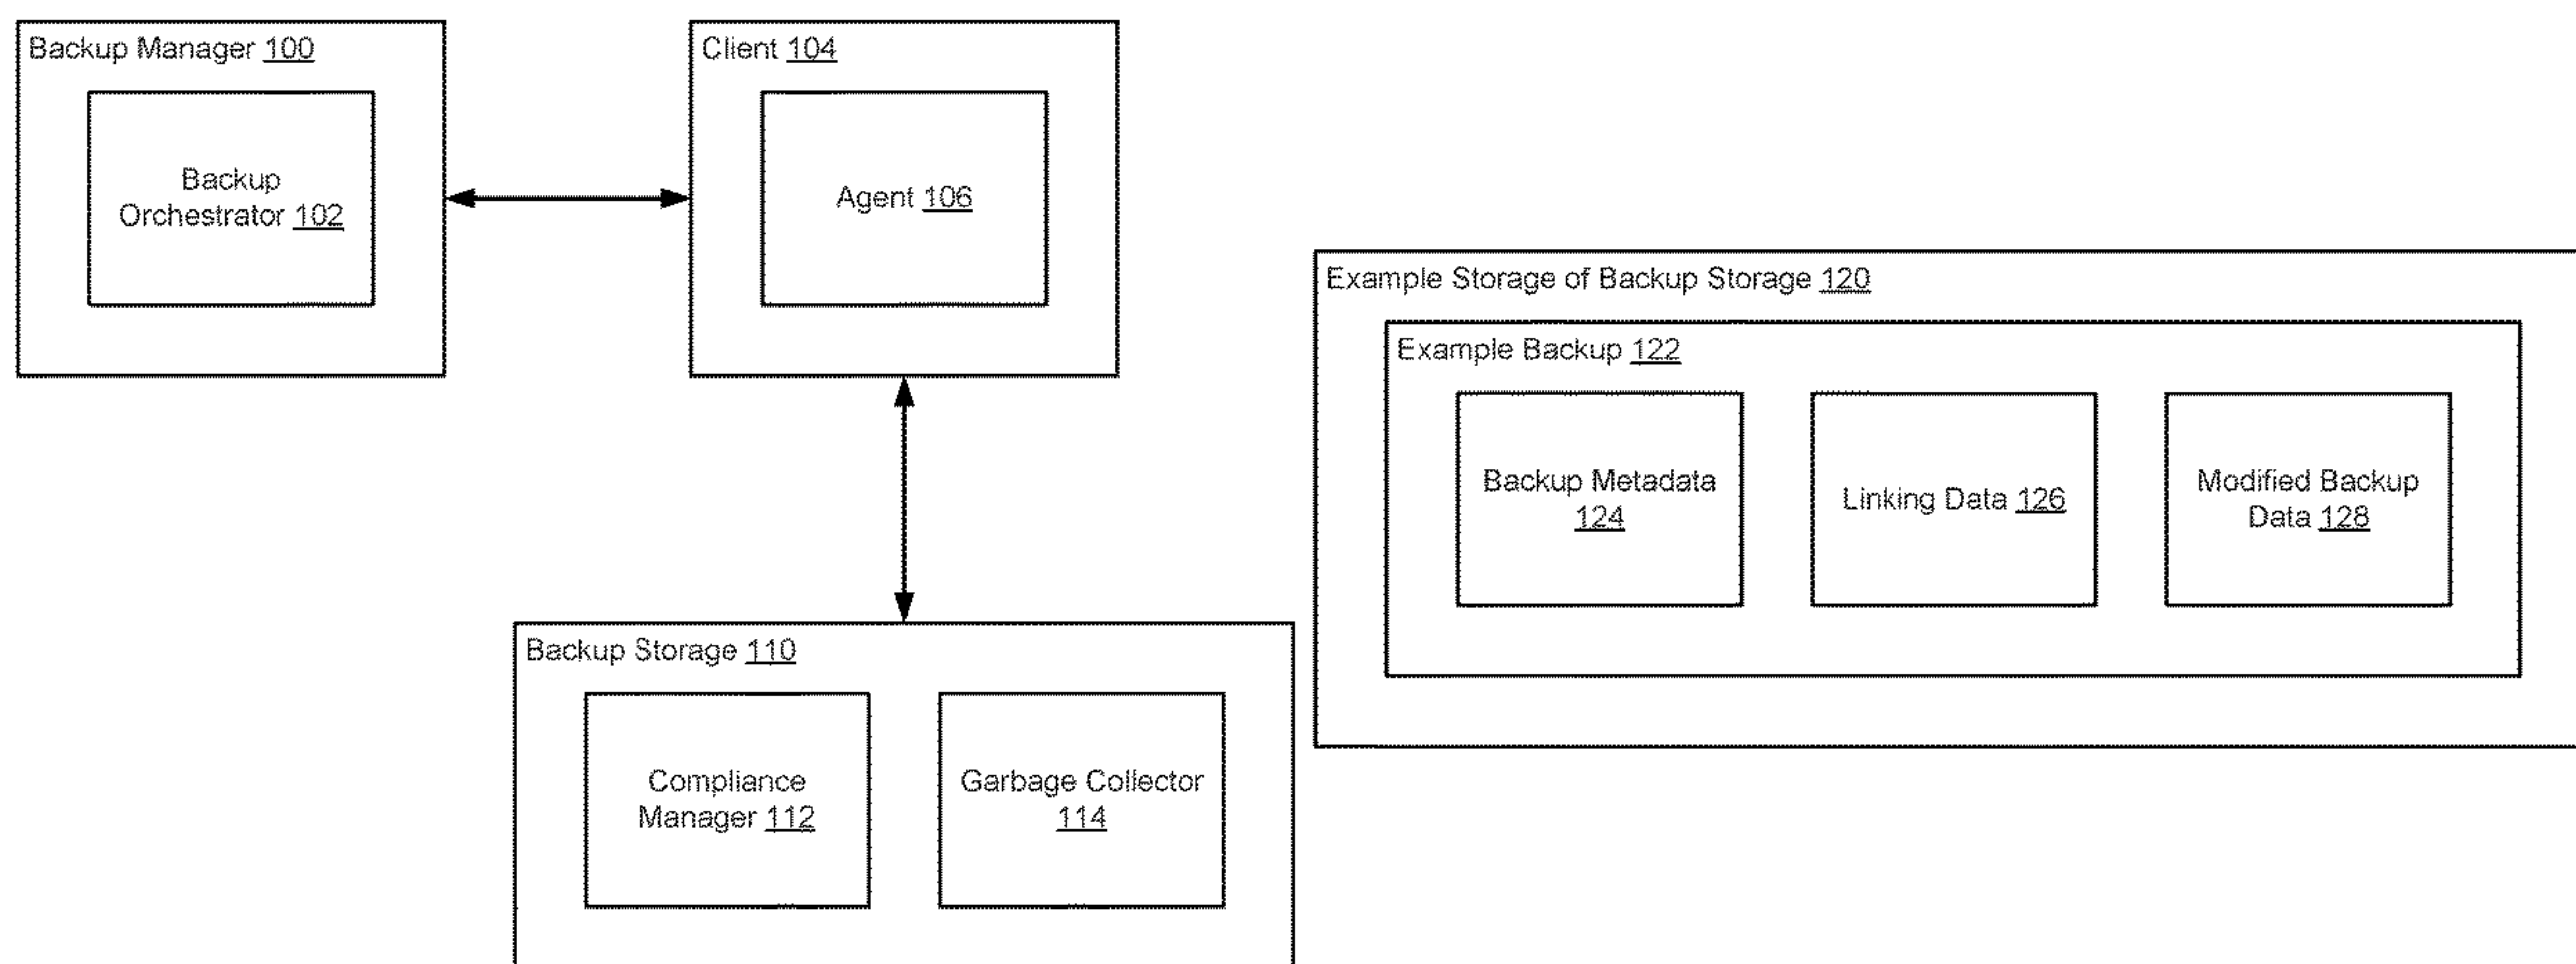 Backup Manager 100
Backup
Orchestrator 102
Client 104
Agent 106
Example Storage of Backup Storage 120
Example Backup 122
Backup Metadata
124
Linking Data 126
Modified Backup
Data 128
Backup Storage 110
Compliance
Manager 112
Garbage Collector
114